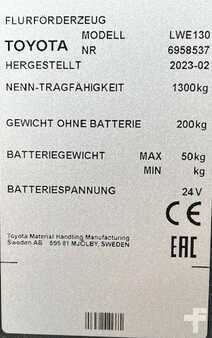 FLURFÖRDERZEUG
TOYOTA MODELL LWE130
NR 6958537
HERGESTELLT 2023-02
NENN-TRAGFÄHIGKEIT 1300kg
GEWICHT OHNE BATTERIE 200kg
BATTERIEGEWICHT MAX 50kg
MIN kg
BATTERIESPANNUNG 24V
CE
EAC
Toyota Material Handling Manufacturing
Sweden AB 595 81 MJÖLBY, SWEDEN